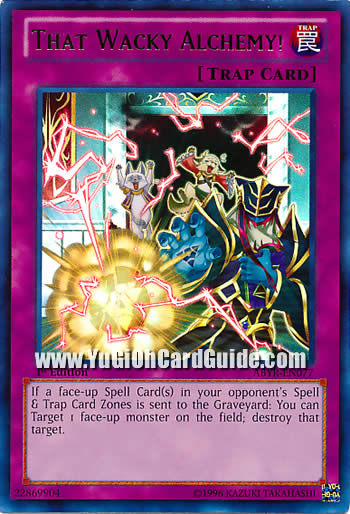 That Wacky Alchemy!
TRAP
罠
[Trap Card]
www.YuGiOhCardGuide.com
1st Edition
ABYR-EN077
If a face-up Spell Card(s) in your opponent's Spell
& Trap Card Zones is sent to the Graveyard: You can
Target 1 face-up monster on the field; destroy that
target.
22869904
©1996 KAZUKI TAKAHASHI